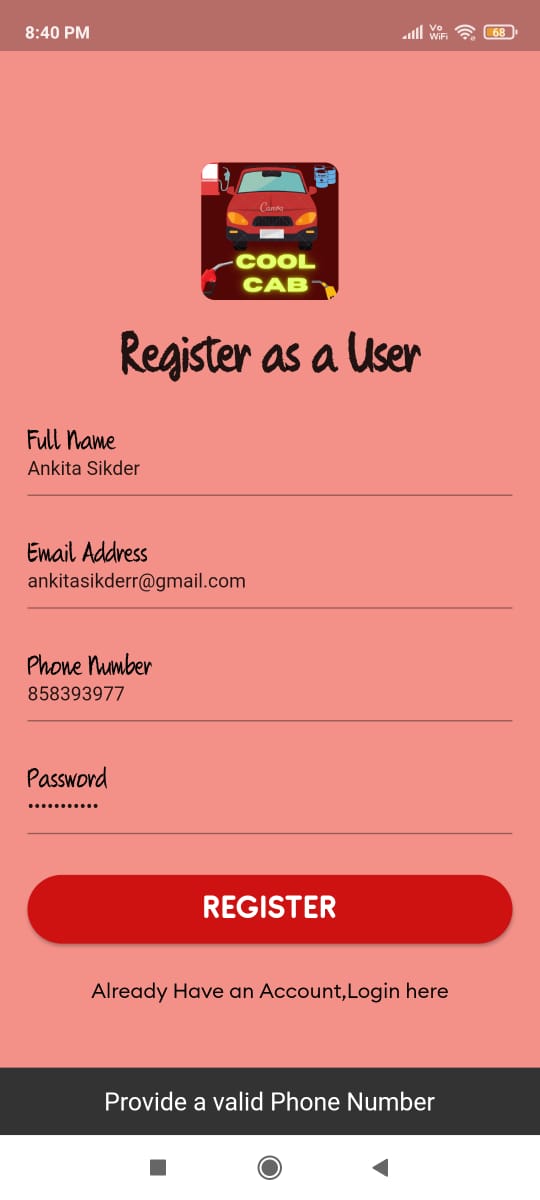 8:40 PM
Vo
WiFi
68
Canva
COOL
CAB
Register as a User
Full Name
Ankita Sikder
Email Address
ankitasikderr@gmail.com
Phone Number
858393977
Password
•••••••••••
REGISTER
Already Have an Account,Login here
Provide a valid Phone Number